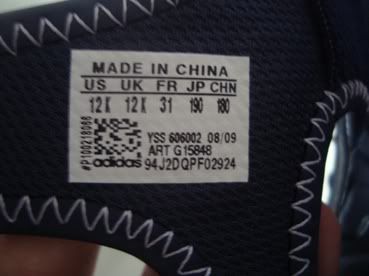 MADE IN CHINA
US UK FR JP CHN
12K 12K 31 190 180
#P100218068
YSS 606002 08/09
ART G15848
adidas 94J2DQPF02924